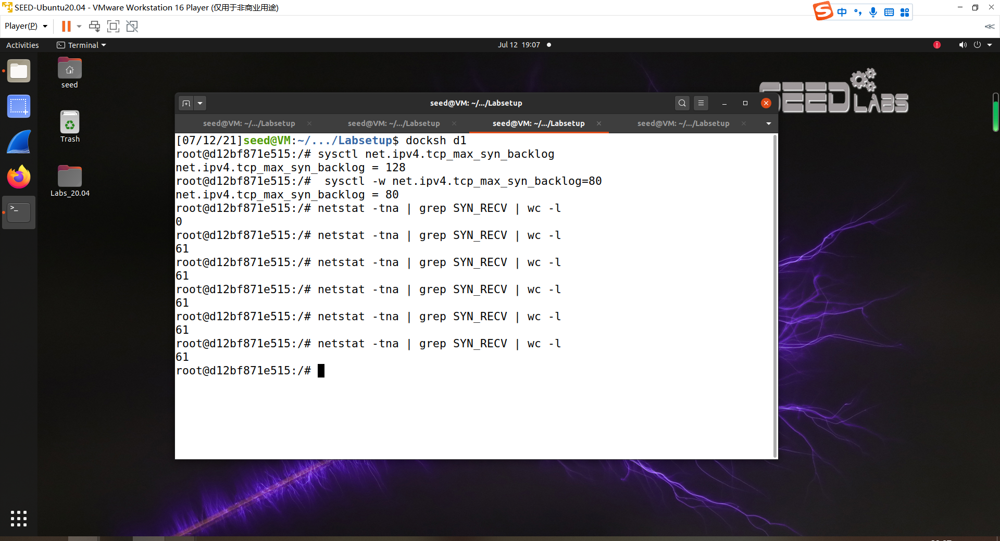 SEED-Ubuntu20.04 - VMware Workstation 16 Player (仅用于非商业用途)
中
Player(P)
Activities
Terminal
Jul 12 19:07
seed
Trash
Labs_20.04
SEED LABS
seed@VM: ~/.../Labsetup
seed@VM: ~/.../Labsetup
seed@VM: ~/.../Labsetup
seed@VM: ~/.../Labsetup
seed@VM: ~/.../Labsetup
[07/12/21]seed@VM:~/.../Labsetup$ docksh d1
root@d12bf871e515:/# sysctl net.ipv4.tcp_max_syn_backlog
net.ipv4.tcp_max_syn_backlog = 128
root@d12bf871e515:/#  sysctl -w net.ipv4.tcp_max_syn_backlog=80
net.ipv4.tcp_max_syn_backlog = 80
root@d12bf871e515:/# netstat -tna | grep SYN_RECV | wc -l
0
root@d12bf871e515:/# netstat -tna | grep SYN_RECV | wc -l
61
root@d12bf871e515:/# netstat -tna | grep SYN_RECV | wc -l
61
root@d12bf871e515:/# netstat -tna | grep SYN_RECV | wc -l
61
root@d12bf871e515:/# netstat -tna | grep SYN_RECV | wc -l
61
root@d12bf871e515:/# netstat -tna | grep SYN_RECV | wc -l
61
root@d12bf871e515:/#